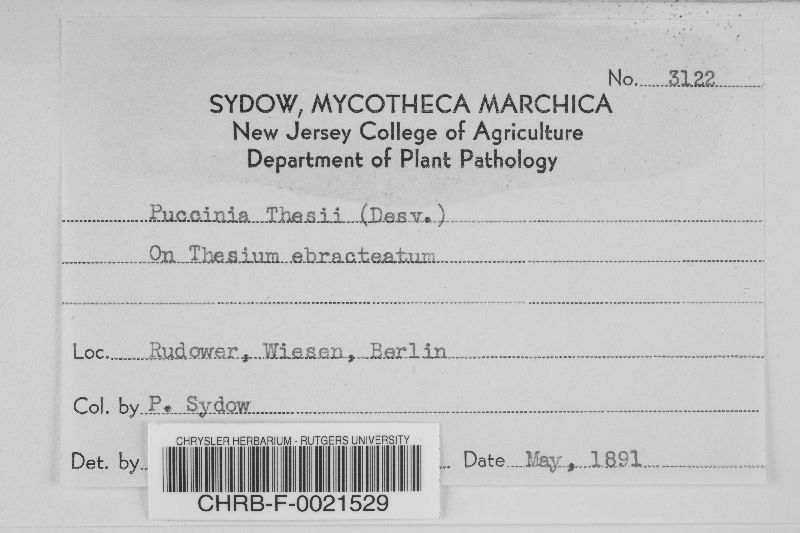 No. 3122
SYDOW, MYCOTHECA MARCHICA
New Jersey College of Agriculture
Department of Plant Pathology
Puccinia Thesii (Desv.)
On Thesium ebracteatum
Loc. Rudower, Wiesen, Berlin
Col. by P. Sydow
Det. by
Date May, 1891
CHRYSLER HERBARIUM - RUTGERS UNIVERSITY
CHRB-F-0021529